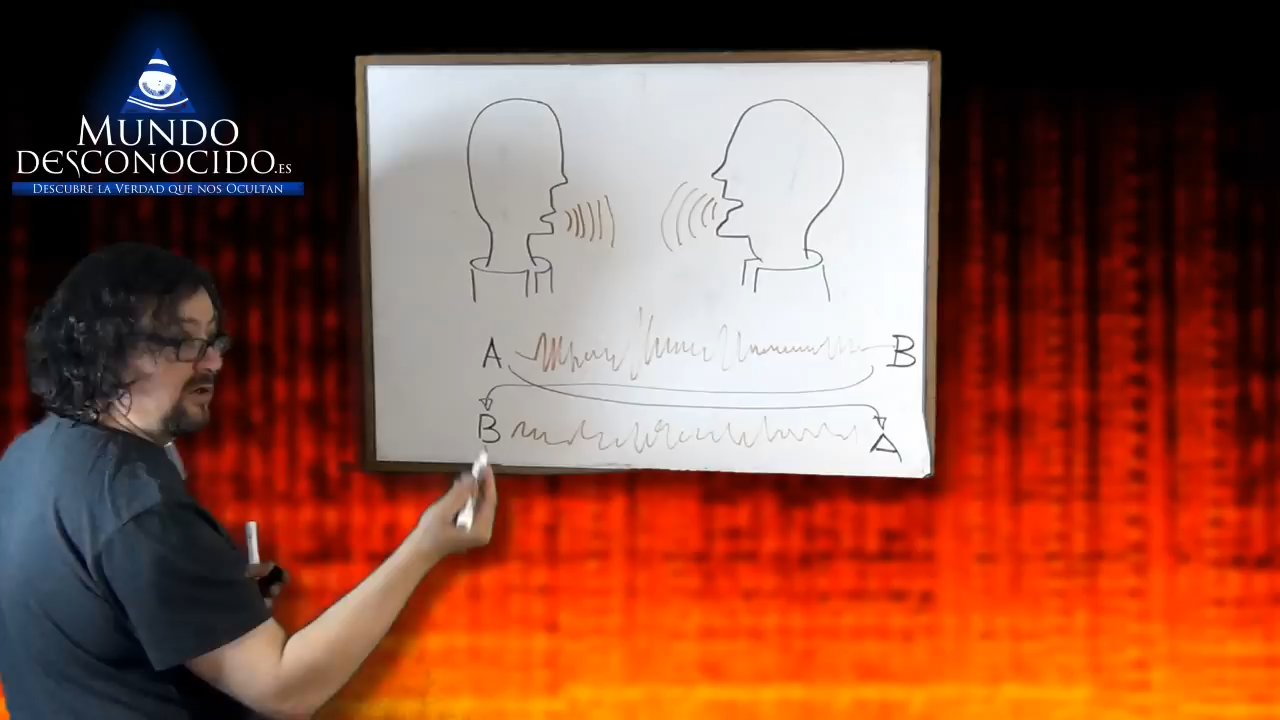 MUNDO
DESCONOCIDO.ES
DESCUBRE LA VERDAD QUE NOS OCULTAN
A B
B A